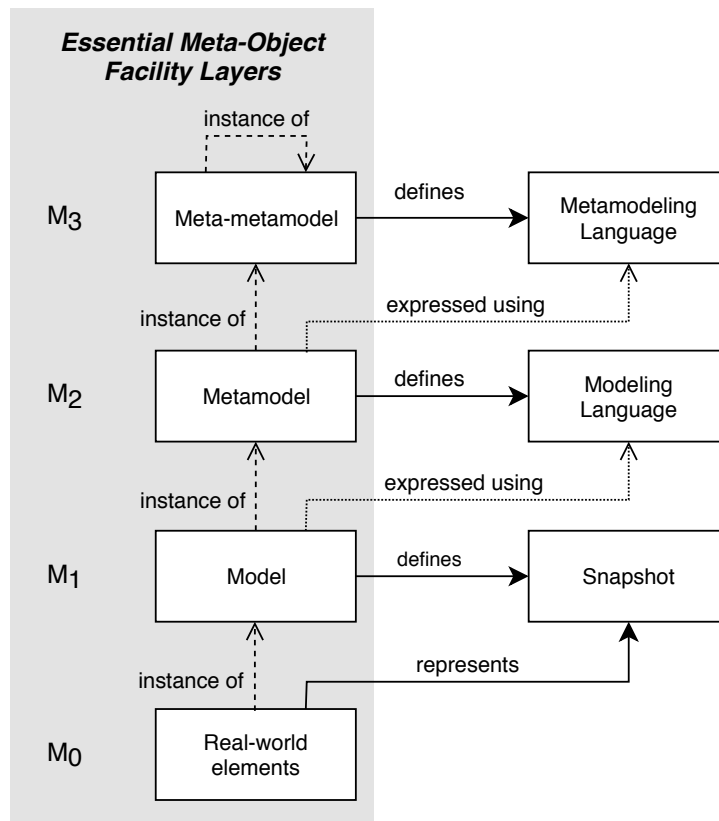 Essential Meta-Object
Facility Layers
instance of
M3
Meta-metamodel
defines
Metamodeling
Language
instance of
expressed using
M2
Metamodel
defines
Modeling
Language
instance of
expressed using
M1
Model
defines
Snapshot
instance of
represents
M0
Real-world
elements